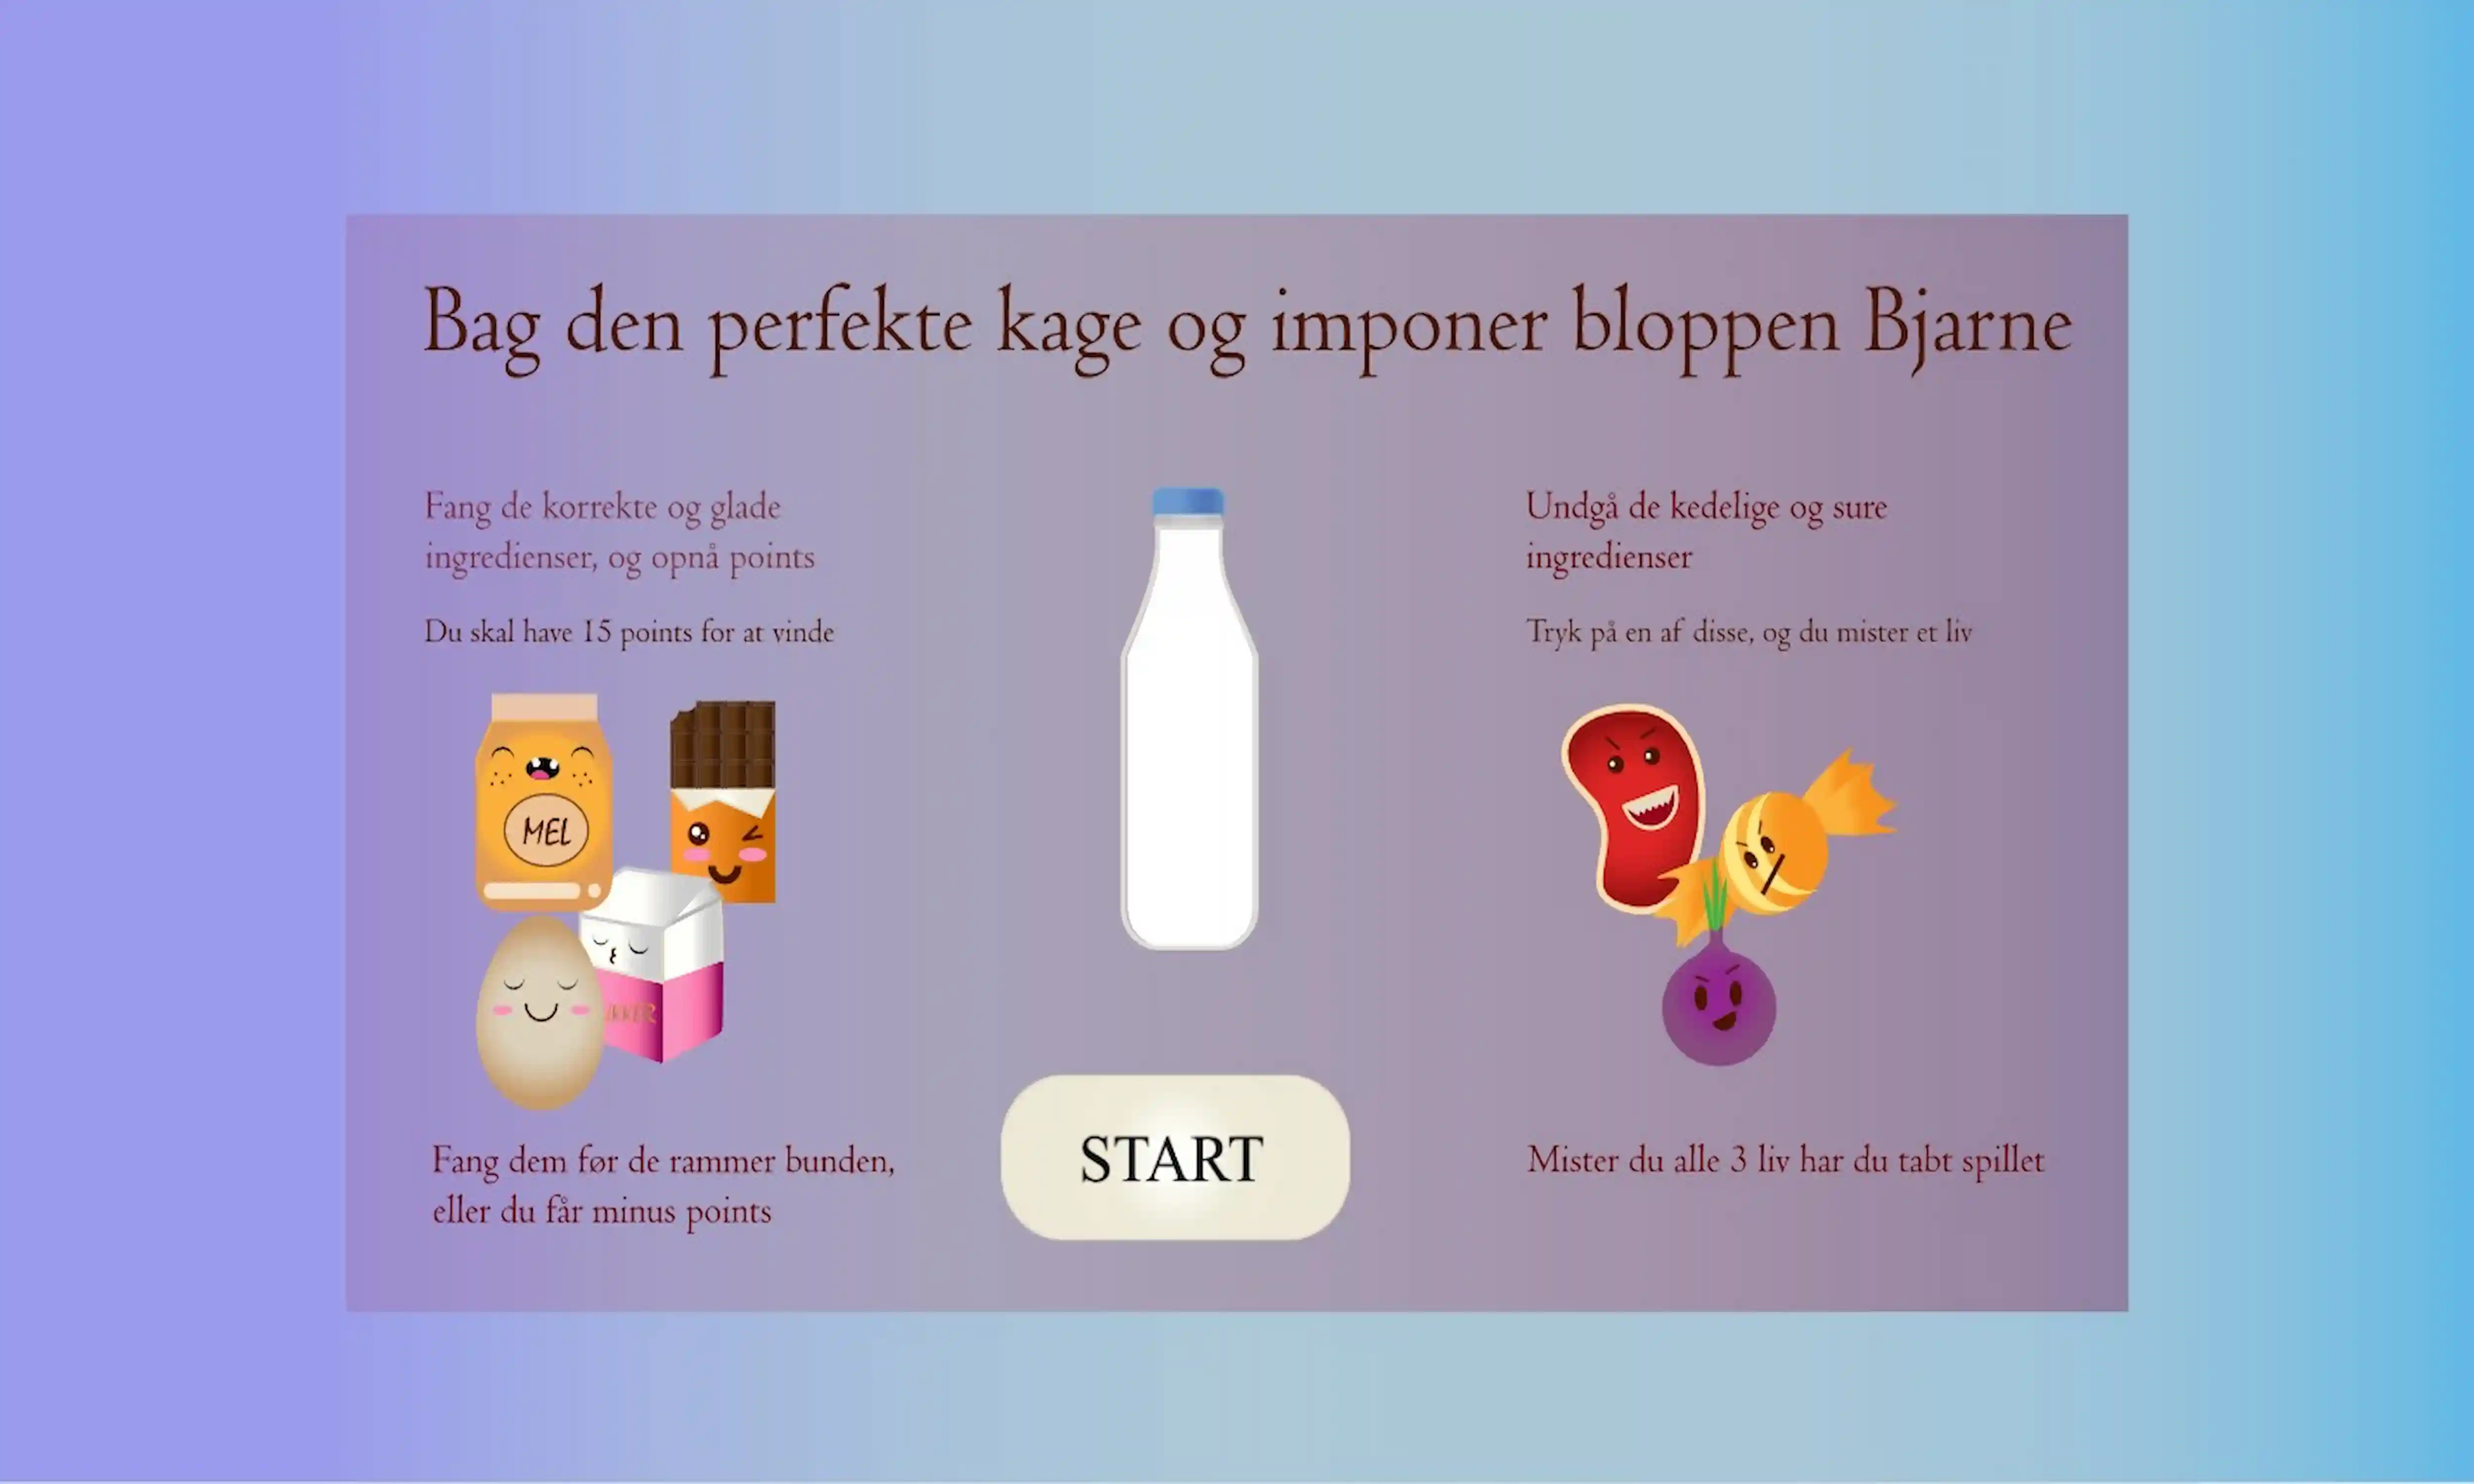 Bag den perfekte kage og imponer bloppen Bjarne
Fang de korrekte og glade
ingredienser, og opnå points
Du skal have 15 points for at vinde
MEL
Fang dem før de rammer bunden,
eller du får minus points
START
Undgå de kedelige og sure
ingredienser
Tryk på en af disse, og du mister et liv
Mister du alle 3 liv har du tabt spillet